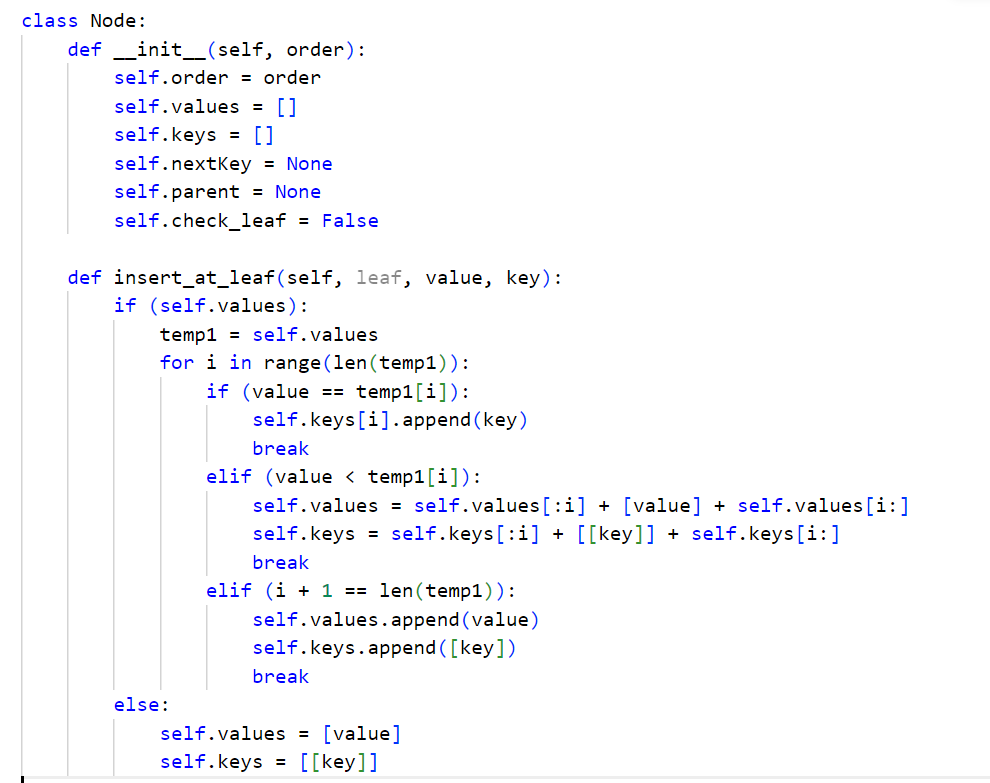 class Node:
    def __init__(self, order):
        self.order = order
        self.values = []
        self.keys = []
        self.nextKey = None
        self.parent = None
        self.check_leaf = False

    def insert_at_leaf(self, leaf, value, key):
        if (self.values):
            temp1 = self.values
            for i in range(len(temp1)):
                if (value == temp1[i]):
                    self.keys[i].append(key)
                    break
                elif (value < temp1[i]):
                    self.values = self.values[:i] + [value] + self.values[i:]
                    self.keys = self.keys[:i] + [[key]] + self.keys[i:]
                    break
                elif (i + 1 == len(temp1)):
                    self.values.append(value)
                    self.keys.append([key])
                    break
        else:
            self.values = [value]
            self.keys = [[key]]